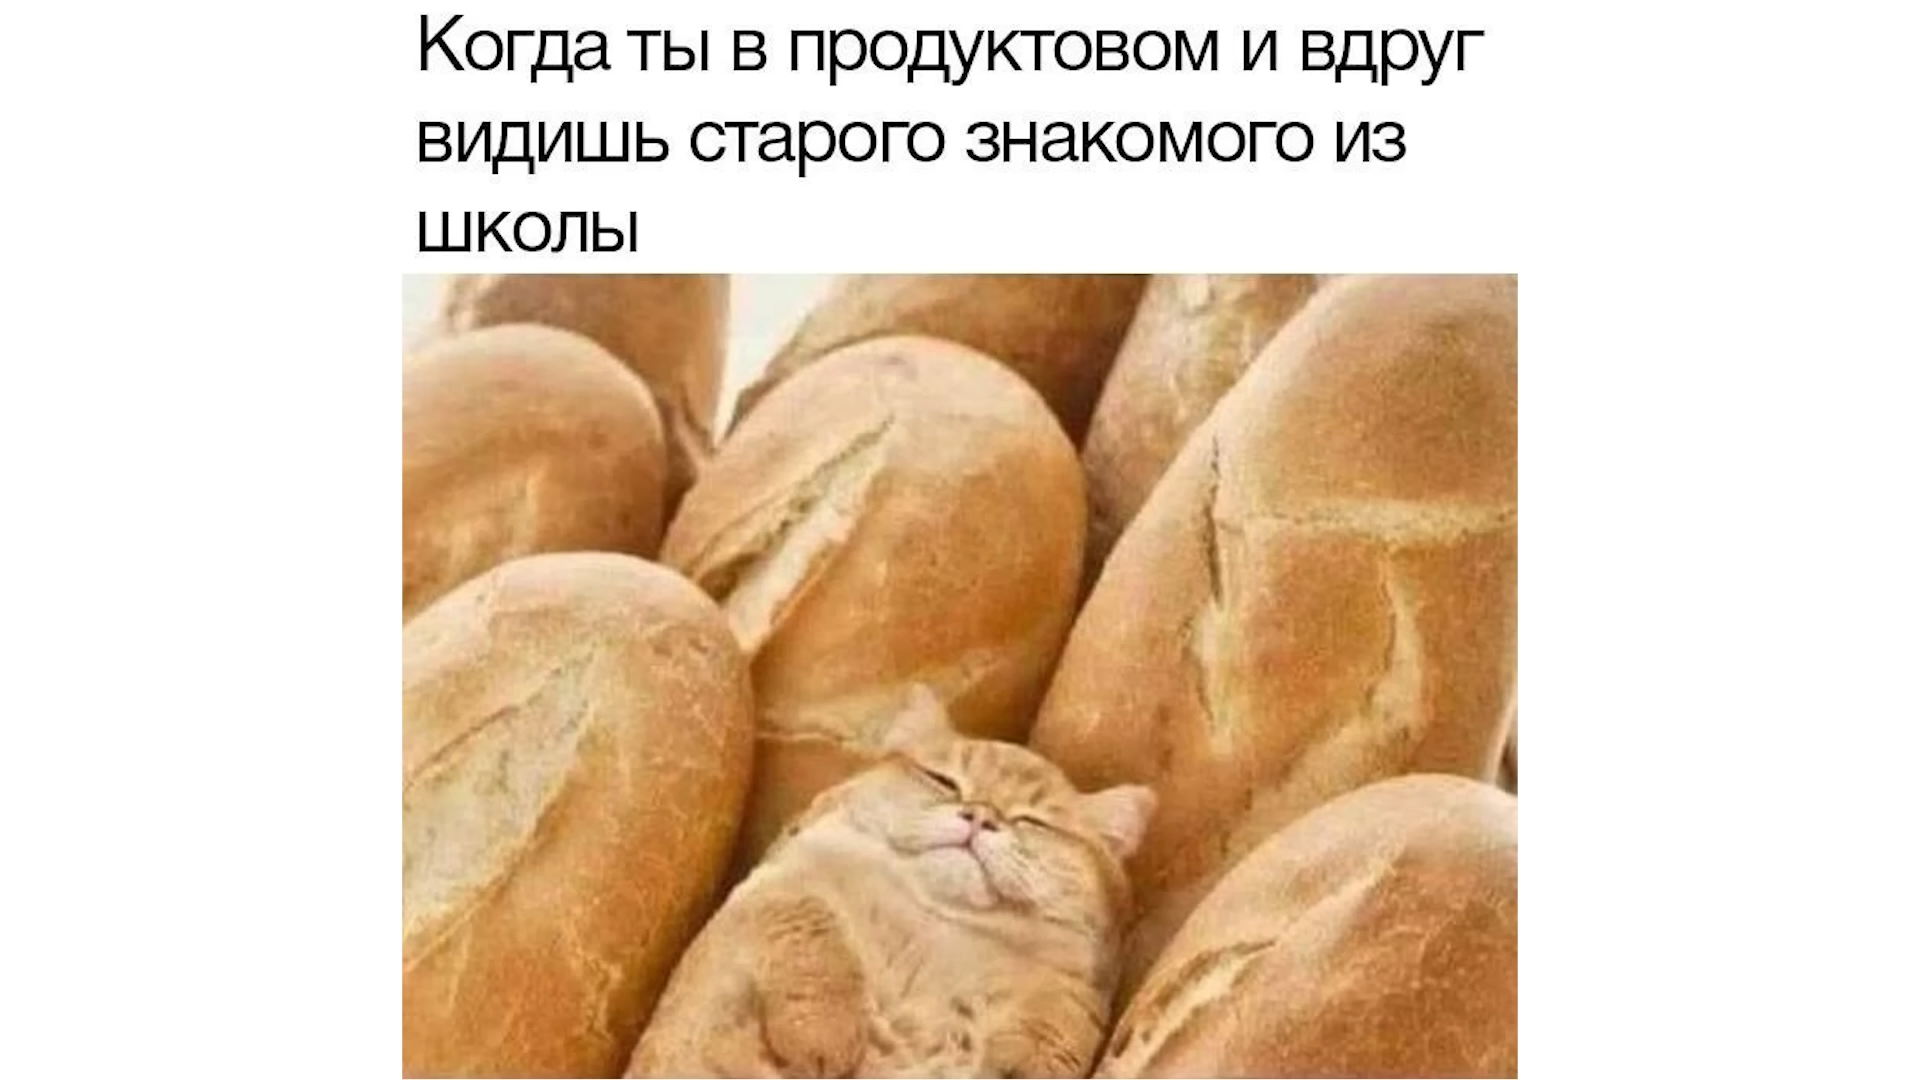 Когда ты в продуктовом и вдруг
видишь старого знакомого из
школы